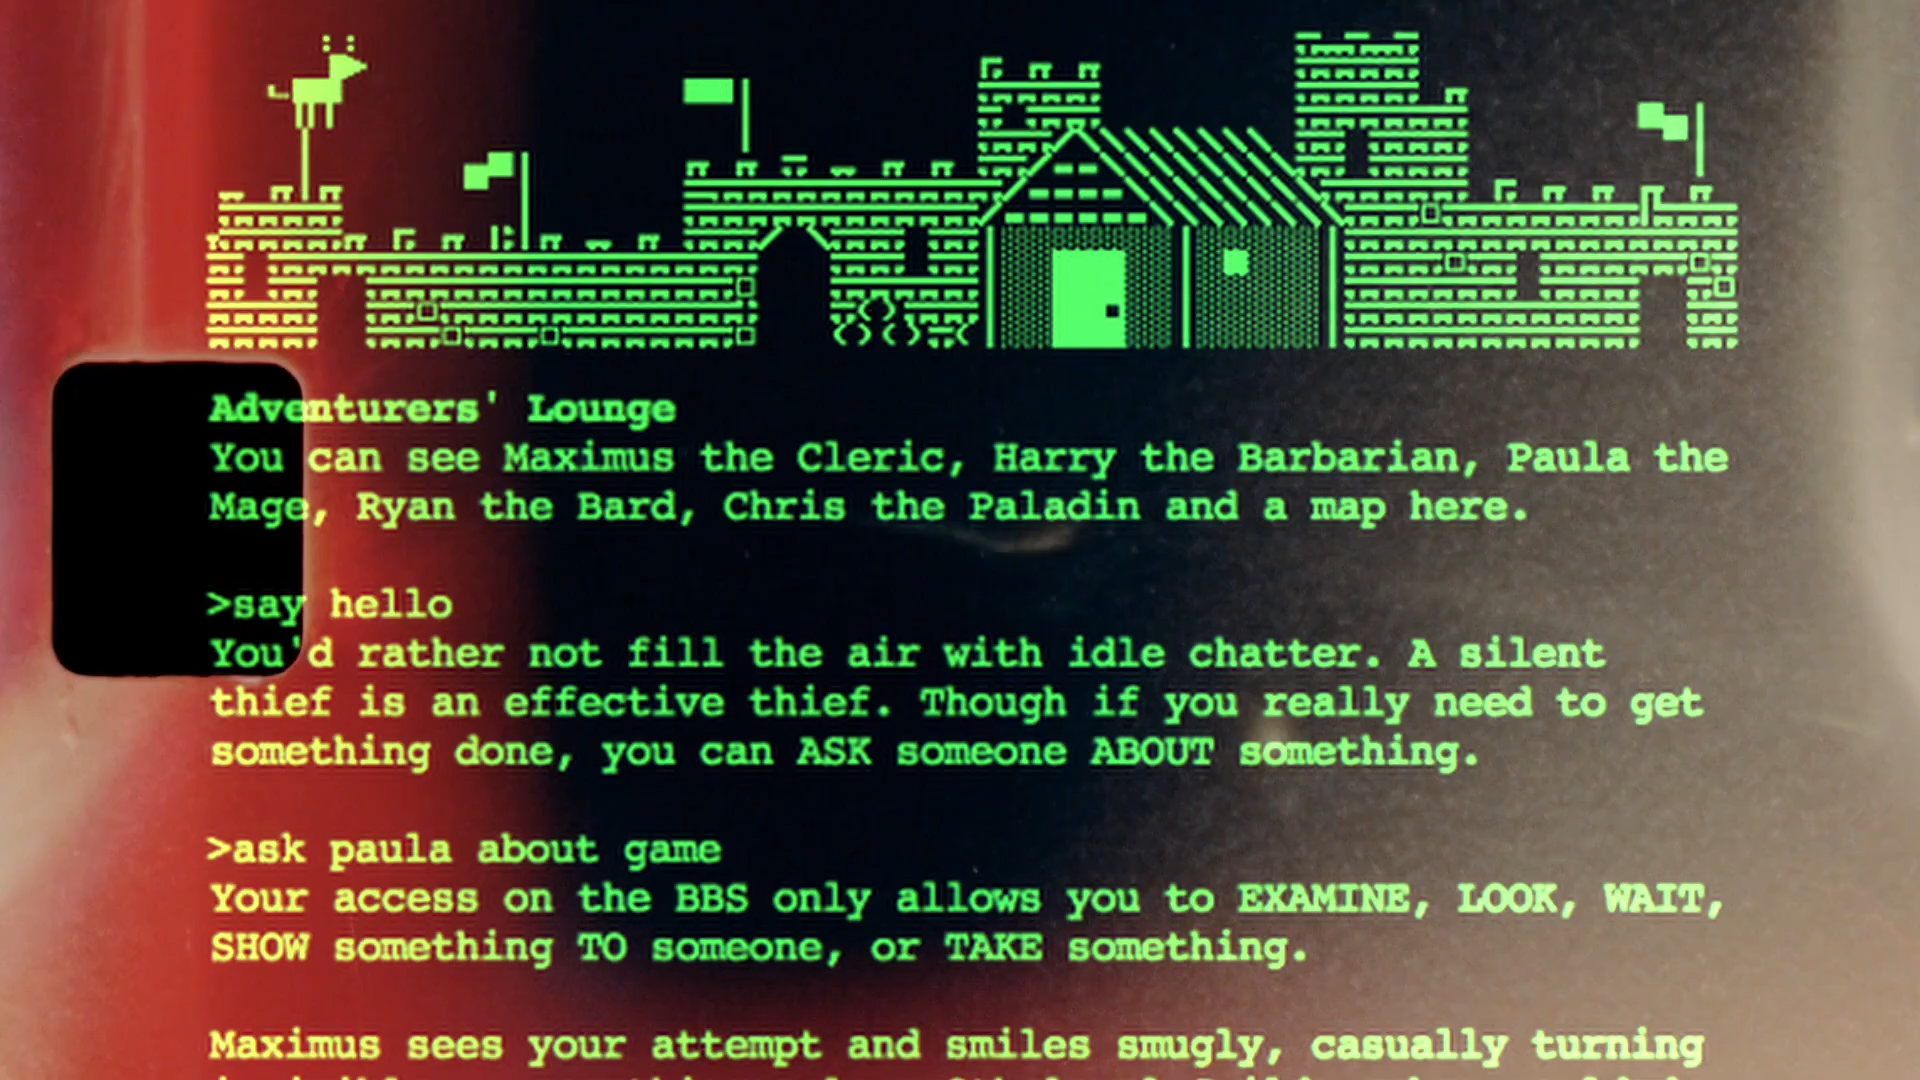 Adventurers' Lounge
You can see Maximus the Cleric, Harry the Barbarian, Paula the
Mage, Ryan the Bard, Chris the Paladin and a map here.
>say hello
You'd rather not fill the air with idle chatter. A silent
thief is an effective thief. Though if you really need to get
something done, you can ASK someone ABOUT something.
>ask paula about game
Your access on the BBS only allows you to EXAMINE, LOOK, WAIT,
SHOW something TO someone, or TAKE something.
Maximus sees your attempt and smiles smugly, casually turning